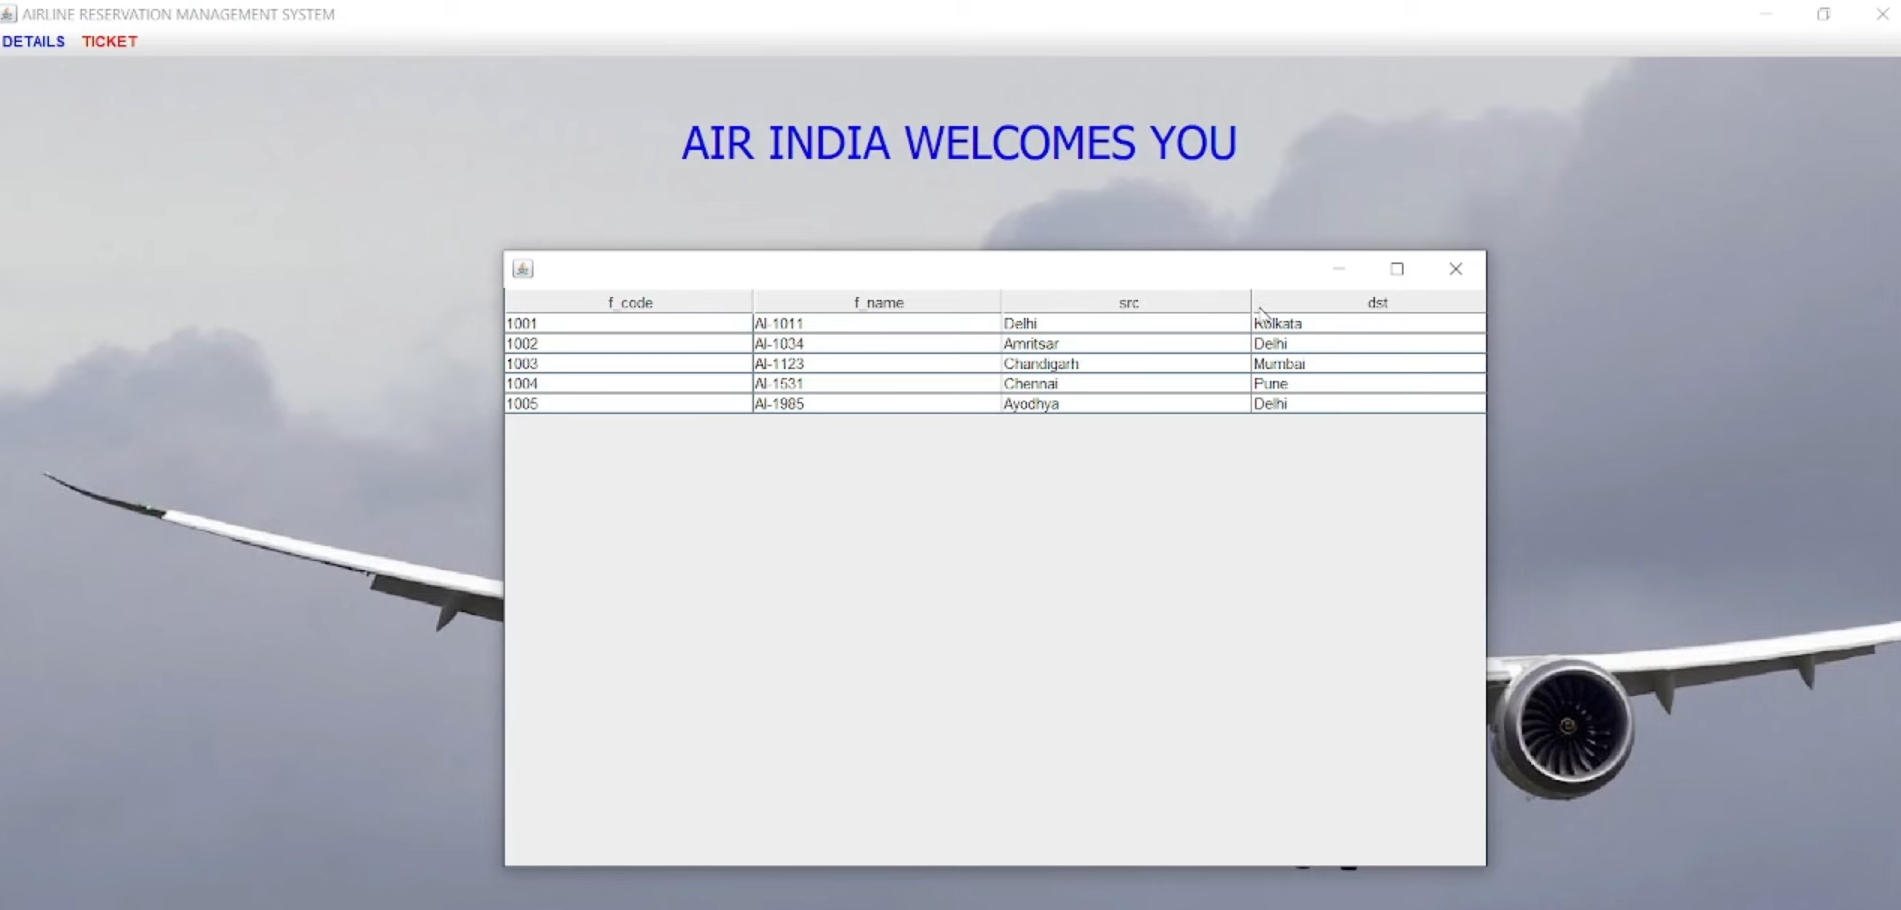 AIRLINE RESERVATION MANAGEMENT SYSTEM
DETAILS TICKET
AIR INDIA WELCOMES YOU
f_code f_name src dst
1001 AI-1011 Delhi Kolkata
1002 AI-1034 Amritsar Delhi
1003 AI-1123 Chandigarh Mumbai
1004 AI-1531 Chennai Pune
1005 AI-1985 Ayodhya Delhi